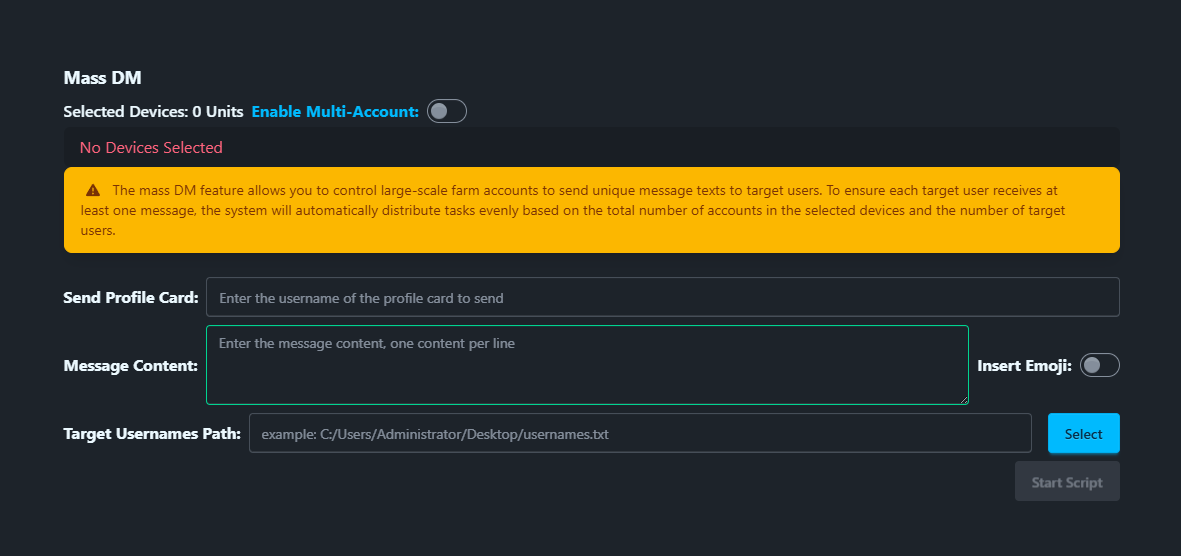 Mass DM
Selected Devices: 0 Units Enable Multi-Account:
No Devices Selected
The mass DM feature allows you to control large-scale farm accounts to send unique message texts to target users. To ensure each target user receives at
least one message, the system will automatically distribute tasks evenly based on the total number of accounts in the selected devices and the number of target
users.
Send Profile Card: Enter the username of the profile card to send
Message Content: Enter the message content, one content per line
Insert Emoji:
Target Usernames Path: example: C:/Users/Administrator/Desktop/usernames.txt Select
Start Script